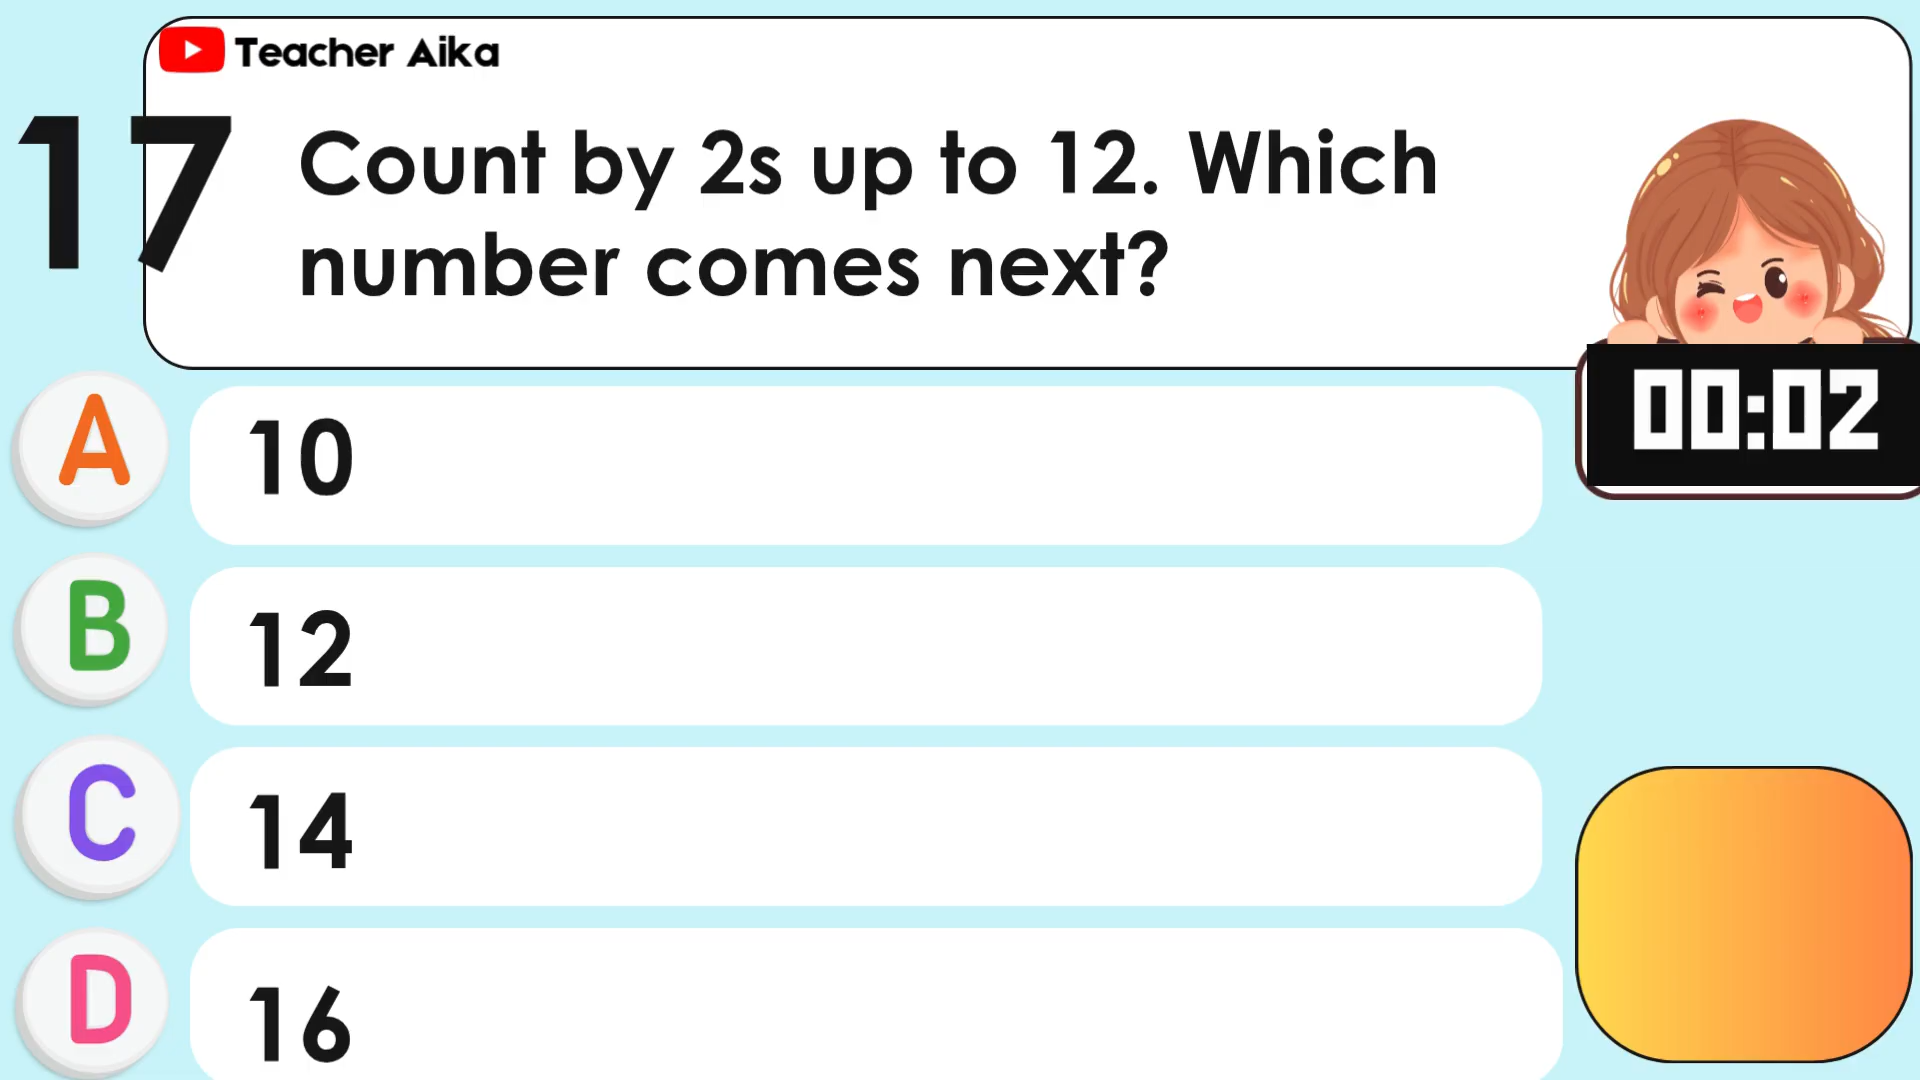 Teacher Aika
17
Count by 2s up to 12. Which
number comes next?
00:02
A
10
B
12
C
14
D
16